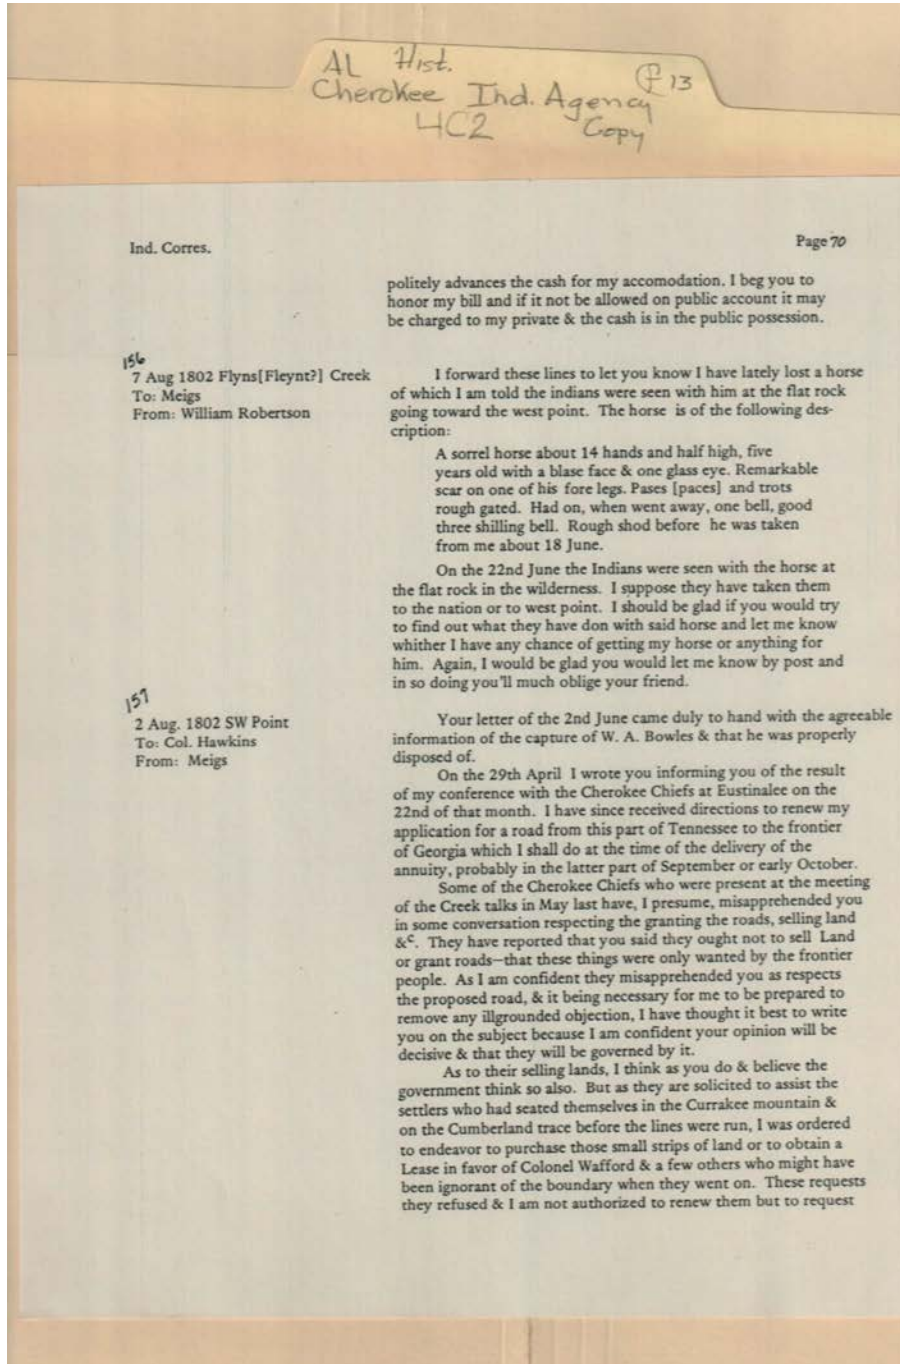 AL Hist.
Cherokee Ind. Agency
F 13
4C2 Copy
Ind. Corres.
Page 70
politely advances the cash for my accomodation. I beg you to
honor my bill and if it not be allowed on public account it may
be charged to my private & the cash is in the public possession.
156
7 Aug 1802 Flyns[Fleynt?] Creek
To: Meigs
From: William Robertson
I forward these lines to let you know I have lately lost a horse
of which I am told the indians were seen with him at the flat rock
going toward the west point. The horse is of the following des-
cription:
A sorrel horse about 14 hands and half high, five
years old with a blase face & one glass eye. Remarkable
scar on one of his fore legs. Pases [paces] and trots
rough gated. Had on, when went away, one bell, good
three shilling bell. Rough shod before he was taken
from me about 18 June.
On the 22nd June the Indians were seen with the horse at
the flat rock in the wilderness. I suppose they have taken them
to the nation or to west point. I should be glad if you would try
to find out what they have don with said horse and let me know
whither I have any chance of getting my horse or anything for
him. Again, I would be glad you would let me know by post and
in so doing you'll much oblige your friend.
157
2 Aug. 1802 SW Point
To: Col. Hawkins
From: Meigs
Your letter of the 2nd June came duly to hand with the agreeable
information of the capture of W. A. Bowles & that he was properly
disposed of.
On the 29th April I wrote you informing you of the result
of my conference with the Cherokee Chiefs at Eustinalee on the
22nd of that month. I have since received directions to renew my
application for a road from this part of Tennessee to the frontier
of Georgia which I shall do at the time of the delivery of the
annuity, probably in the latter part of September or early October.
Some of the Cherokee Chiefs who were present at the meeting
of the Creek talks in May last have, I presume, misapprehended you
in some conversation respecting the granting the roads, selling land
&c. They have reported that you said they ought not to sell Land
or grant roads—that these things were only wanted by the frontier
people. As I am confident they misapprehended you as respects
the proposed road, & it being necessary for me to be prepared to
remove any illgrounded objection, I have thought it best to write
you on the subject because I am confident your opinion will be
decisive & that they will be governed by it.
As to their selling lands, I think as you do & believe the
government think so also. But as they are solicited to assist the
settlers who had seated themselves in the Currakee mountain &
on the Cumberland trace before the lines were run, I was ordered
to endeavor to purchase those small strips of land or to obtain a
Lease in favor of Colonel Wafford & a few others who might have
been ignorant of the boundary when they went on. These requests
they refused & I am not authorized to renew them but to request